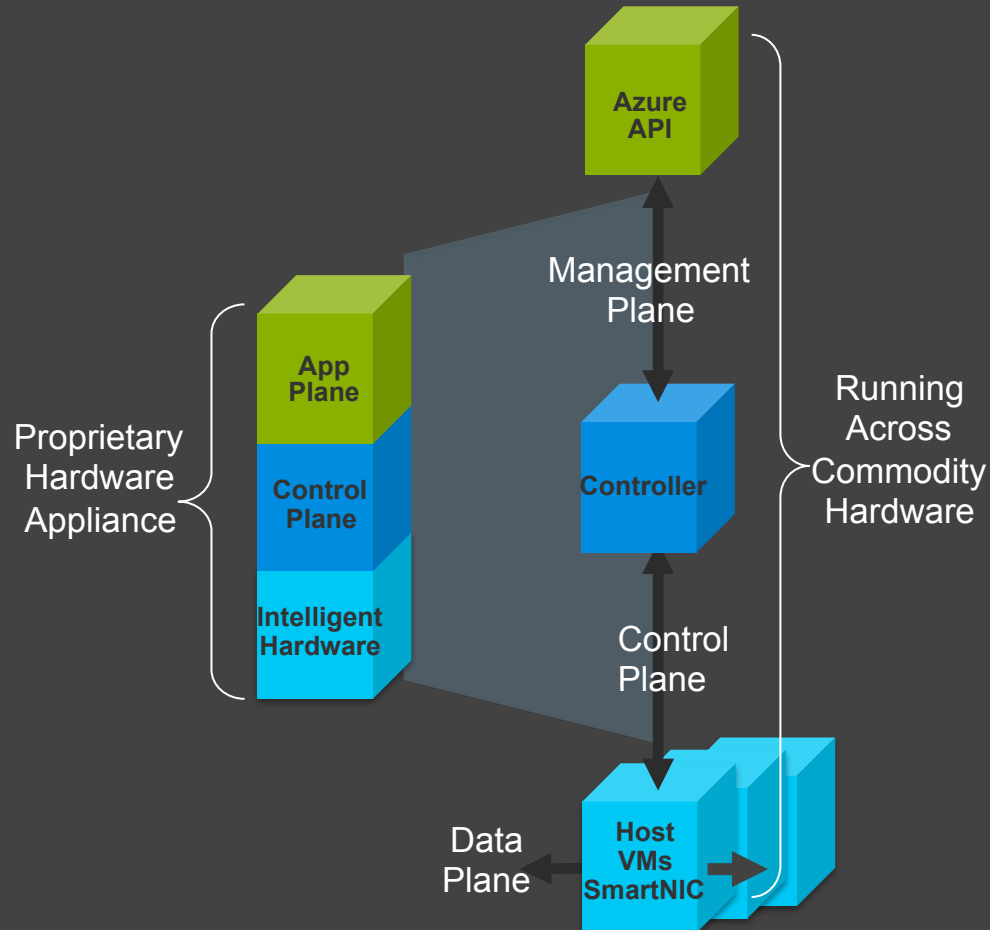 Azure
API
Management
Plane
App
Plane
Proprietary
Hardware
Appliance
Control
Plane
Controller
Running
Across
Commodity
Hardware
Intelligent
Hardware
Control
Plane
Data
Plane
Host
VMs
SmartNIC